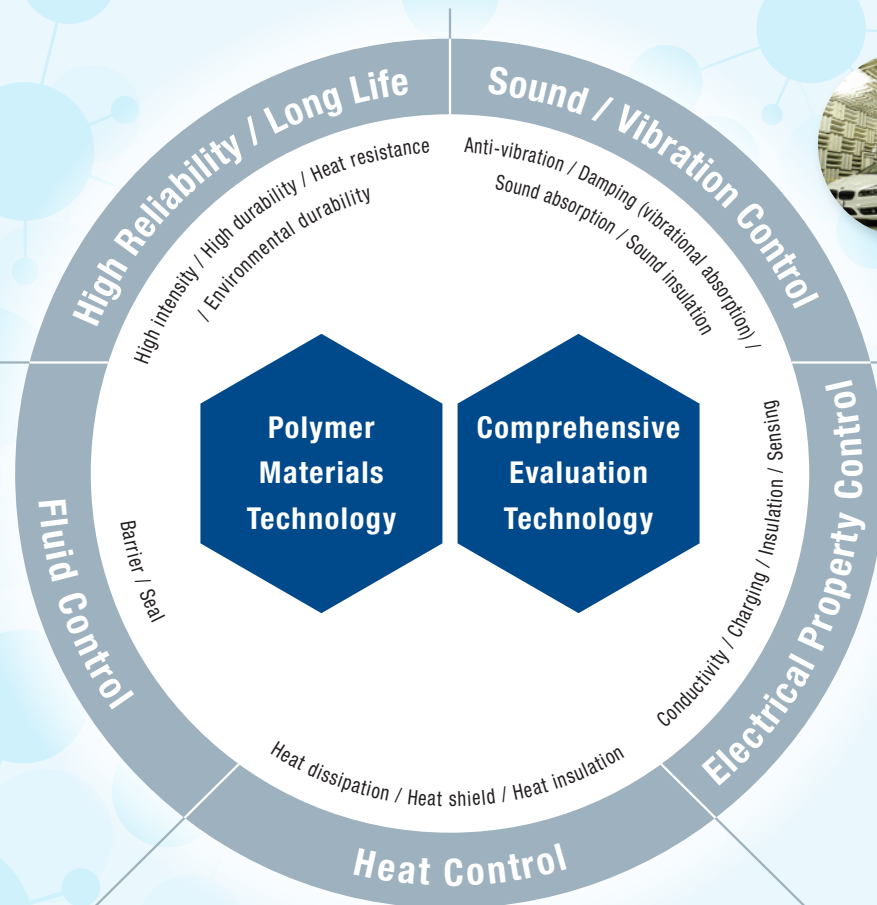 High Reliability / Long Life
High intensity / High durability / Heat resistance
/ Environmental durability
Sound / Vibration Control
Anti-vibration / Damping (vibrational absorption) /
Sound absorption / Sound insulation
Polymer
Materials
Technology
Comprehensive
Evaluation
Technology
Electrical Property Control
Conductivity / Charging / Insulation / Sensing
Fluid Control
Barrier / Seal
Heat dissipation / Heat shield / Heat insulation
Heat Control